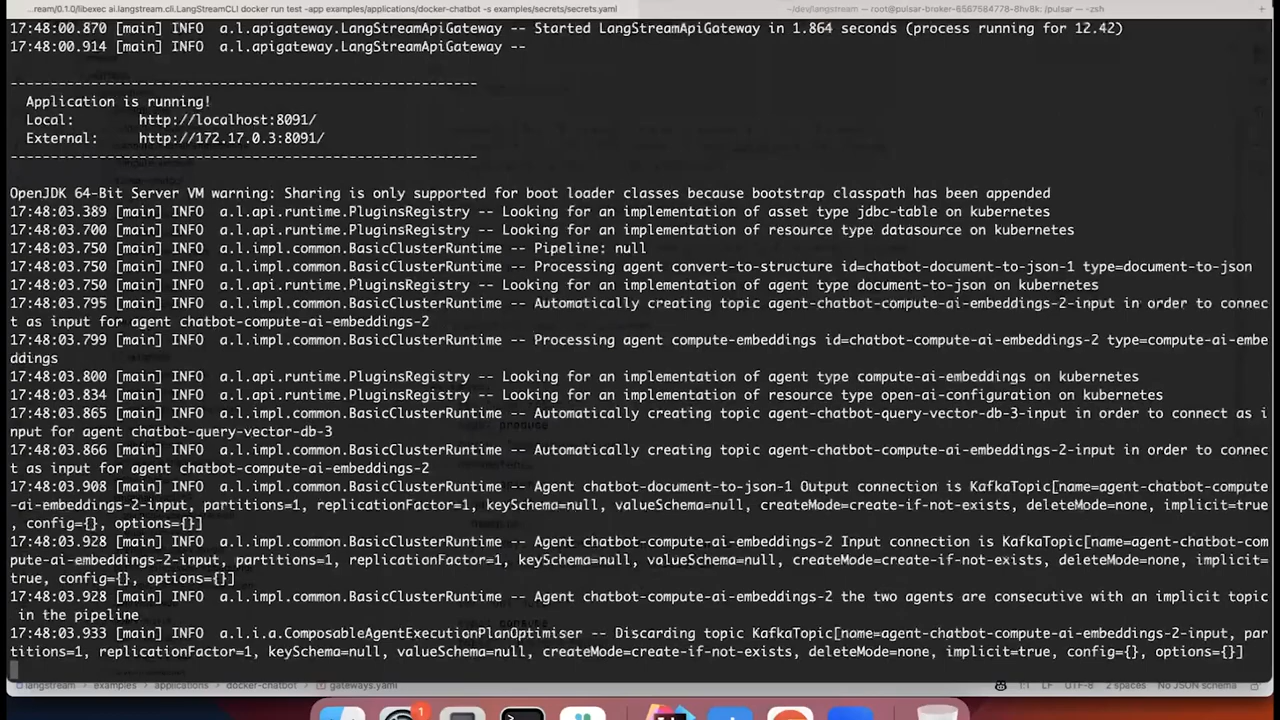 ...ream/0.1.0/libexec ai.langstream.cli.LangStreamCLI docker run test -app examples/applications/docker-chatbot -s examples/secrets/secrets.yaml
~/dev/langstream — root@pulsar-broker-6567584778-8hv8k: /pulsar — -zsh
17:48:00.870 [main] INFO  a.l.apigateway.LangStreamApiGateway -- Started LangStreamApiGateway in 1.864 seconds (process running for 12.42)
17:48:00.914 [main] INFO  a.l.apigateway.LangStreamApiGateway --
----------------------------------------------------------
Application is running!
Local:        http://localhost:8091/
External:     http://172.17.0.3:8091/
----------------------------------------------------------
OpenJDK 64-Bit Server VM warning: Sharing is only supported for boot loader classes because bootstrap classpath has been appended
17:48:03.389 [main] INFO  a.l.api.runtime.PluginsRegistry -- Looking for an implementation of asset type jdbc-table on kubernetes
17:48:03.700 [main] INFO  a.l.api.runtime.PluginsRegistry -- Looking for an implementation of resource type datasource on kubernetes
17:48:03.750 [main] INFO  a.l.impl.common.BasicClusterRuntime -- Pipeline: null
17:48:03.750 [main] INFO  a.l.impl.common.BasicClusterRuntime -- Processing agent convert-to-structure id=chatbot-document-to-json-1 type=document-to-json
17:48:03.750 [main] INFO  a.l.api.runtime.PluginsRegistry -- Looking for an implementation of agent type document-to-json on kubernetes
17:48:03.795 [main] INFO  a.l.impl.common.BasicClusterRuntime -- Automatically creating topic agent-chatbot-compute-ai-embeddings-2-input in order to connec
t as input for agent chatbot-compute-ai-embeddings-2
17:48:03.799 [main] INFO  a.l.impl.common.BasicClusterRuntime -- Processing agent compute-embeddings id=chatbot-compute-ai-embeddings-2 type=compute-ai-embe
ddings
17:48:03.800 [main] INFO  a.l.api.runtime.PluginsRegistry -- Looking for an implementation of agent type compute-ai-embeddings on kubernetes
17:48:03.834 [main] INFO  a.l.api.runtime.PluginsRegistry -- Looking for an implementation of resource type open-ai-configuration on kubernetes
17:48:03.865 [main] INFO  a.l.impl.common.BasicClusterRuntime -- Automatically creating topic agent-chatbot-query-vector-db-3-input in order to connect as i
nput for agent chatbot-query-vector-db-3
17:48:03.866 [main] INFO  a.l.impl.common.BasicClusterRuntime -- Automatically creating topic agent-chatbot-compute-ai-embeddings-2-input in order to connec
t as input for agent chatbot-compute-ai-embeddings-2
17:48:03.908 [main] INFO  a.l.impl.common.BasicClusterRuntime -- Agent chatbot-document-to-json-1 Output connection is KafkaTopic[name=agent-chatbot-compute
-ai-embeddings-2-input, partitions=1, replicationFactor=1, keySchema=null, valueSchema=null, createMode=create-if-not-exists, deleteMode=none, implicit=true
, config={}, options={}]
17:48:03.928 [main] INFO  a.l.impl.common.BasicClusterRuntime -- Agent chatbot-compute-ai-embeddings-2 Input connection is KafkaTopic[name=agent-chatbot-com
pute-ai-embeddings-2-input, partitions=1, replicationFactor=1, keySchema=null, valueSchema=null, createMode=create-if-not-exists, deleteMode=none, implicit=
true, config={}, options={}]
17:48:03.928 [main] INFO  a.l.impl.common.BasicClusterRuntime -- Agent chatbot-compute-ai-embeddings-2 the two agents are consecutive with an implicit topic
 in the pipeline
17:48:03.933 [main] INFO  a.l.i.a.ComposableAgentExecutionPlanOptimiser -- Discarding topic KafkaTopic[name=agent-chatbot-compute-ai-embeddings-2-input, par
titions=1, replicationFactor=1, keySchema=null, valueSchema=null, createMode=create-if-not-exists, deleteMode=none, implicit=true, config={}, options={}]
langstream › examples › applications › docker-chatbot › gateways.yaml
1:1 LF UTF-8 2 spaces No JSON schema
1